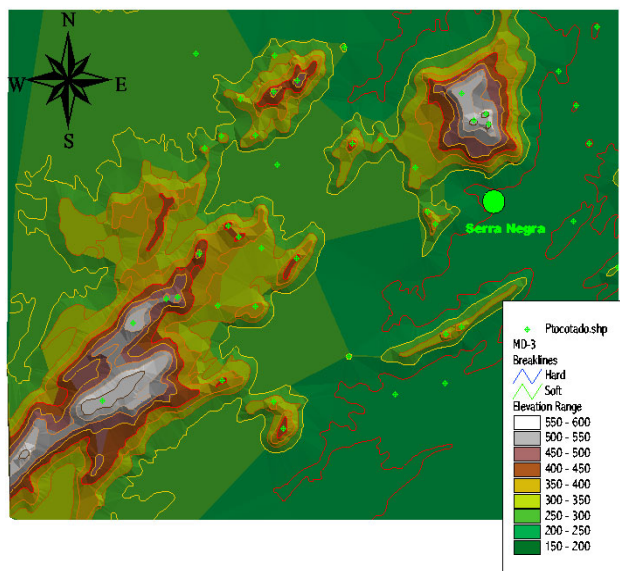 N
W E
S
Serra Negra
Ptocotado.shp
MD-3
Breaklines
Hard
Soft
Elevation Range
550 - 600
500 - 550
450 - 500
400 - 450
350 - 400
300 - 350
250 - 300
200 - 250
150 - 200